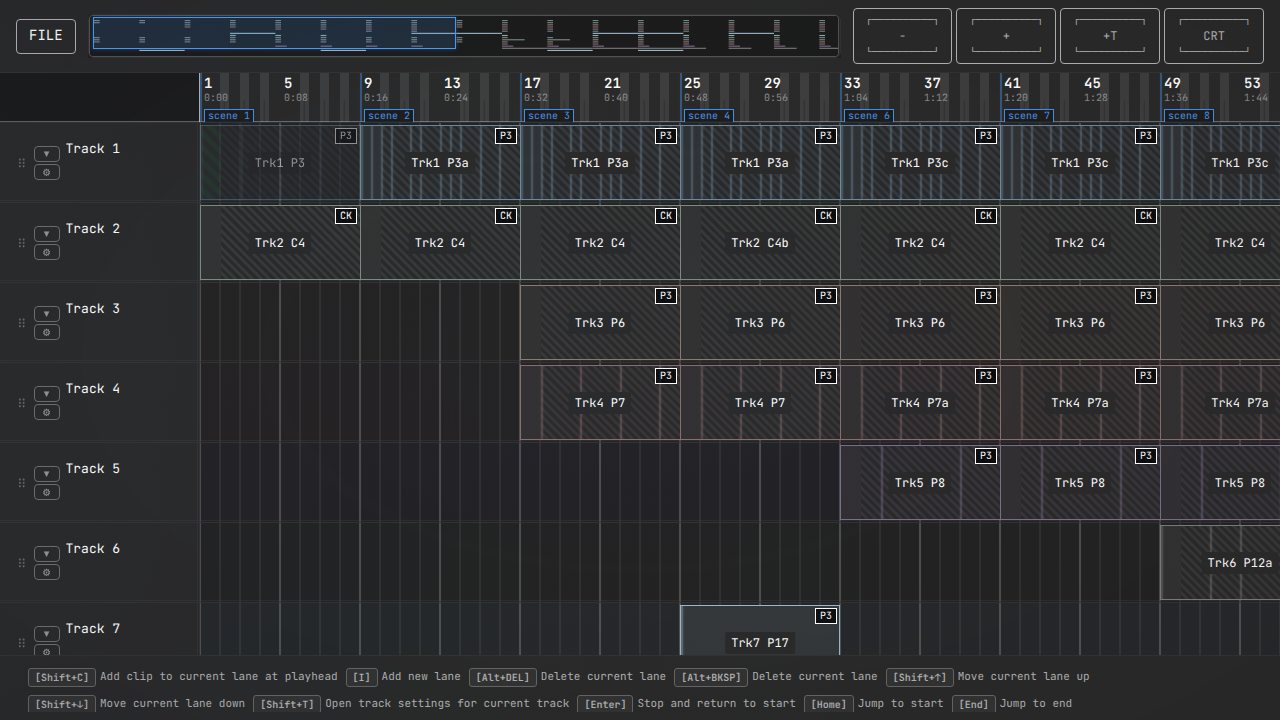 FILE - + +T CRT
1 5 9 13 17 21 25 29 33 37 41 45 49 53
0:00 0:08 0:16 0:24 0:32 0:40 0:48 0:56 1:04 1:12 1:20 1:28 1:36 1:44
scene 1 scene 2 scene 3 scene 4 scene 6 scene 7 scene 8
P3 P3 P3 P3 P3 P3
Track 1 ▼ ⚙ Trk1 P3 Trk1 P3a Trk1 P3a Trk1 P3a Trk1 P3c Trk1 P3c Trk1 P3c
CK CK CK CK CK CK
Track 2 ▼ ⚙ Trk2 C4 Trk2 C4 Trk2 C4 Trk2 C4b Trk2 C4 Trk2 C4 Trk2 C4
P3 P3 P3 P3
Track 3 ▼ ⚙ Trk3 P6 Trk3 P6 Trk3 P6 Trk3 P6 Trk3 P6
P3 P3 P3 P3
Track 4 ▼ ⚙ Trk4 P7 Trk4 P7 Trk4 P7a Trk4 P7a Trk4 P7a
P3 P3
Track 5 ▼ ⚙ Trk5 P8 Trk5 P8 Trk5 P8
Track 6 ▼ ⚙ Trk6 P12a
P3
Track 7 ▼ ⚙ Trk7 P17
[Shift+C] Add clip to current lane at playhead [I] Add new lane [Alt+DEL] Delete current lane [Alt+BKSP] Delete current lane [Shift+↑] Move current lane up
[Shift+↓] Move current lane down [Shift+T] Open track settings for current track [Enter] Stop and return to start [Home] Jump to start [End] Jump to end